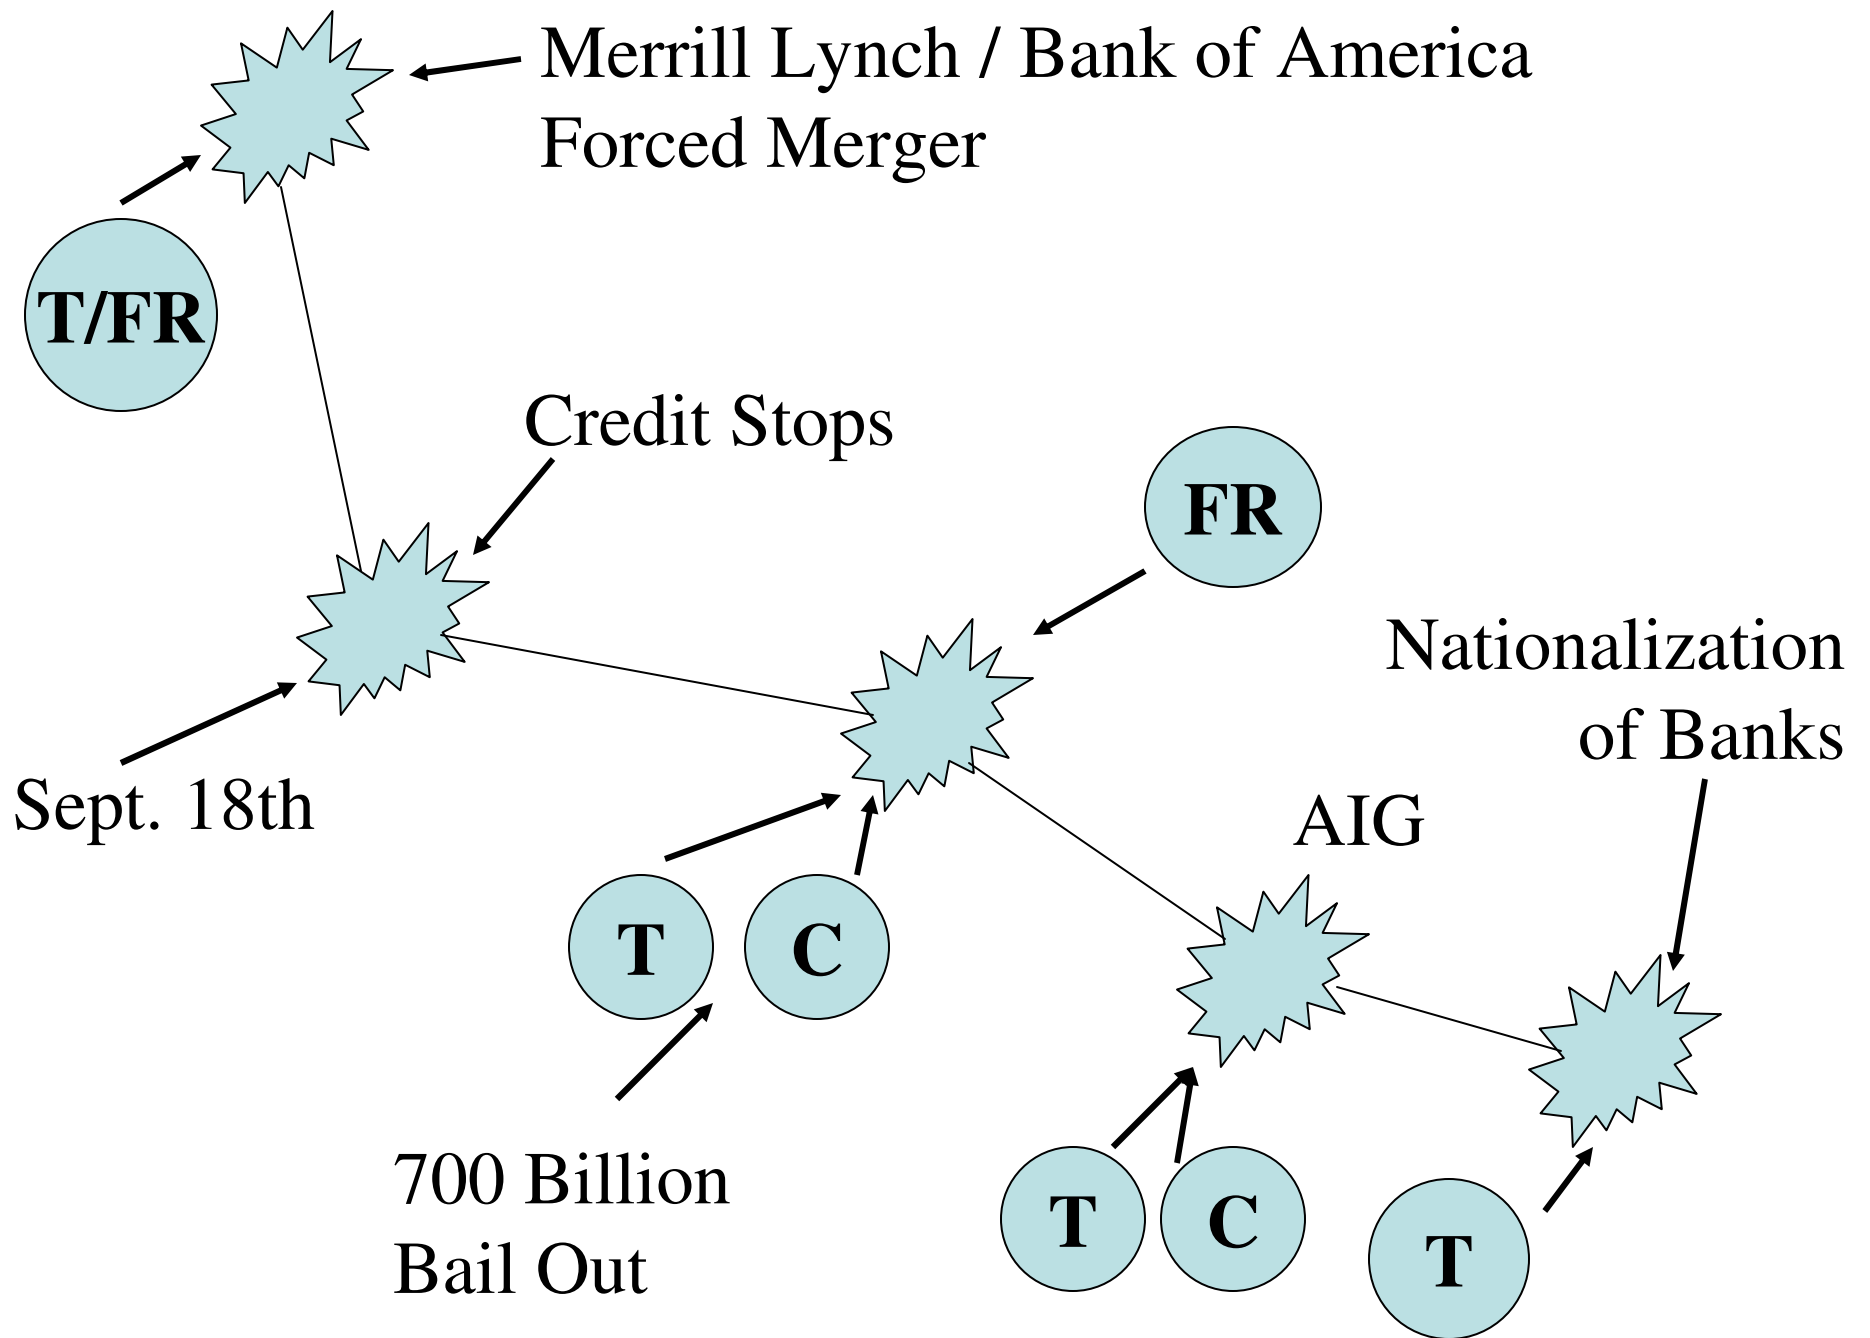 Merrill Lynch / Bank of America
Forced Merger
T/FR
Credit Stops
FR
Nationalization
of Banks
Sept. 18th
AIG
T
C
700 Billion
Bail Out
T
C
T